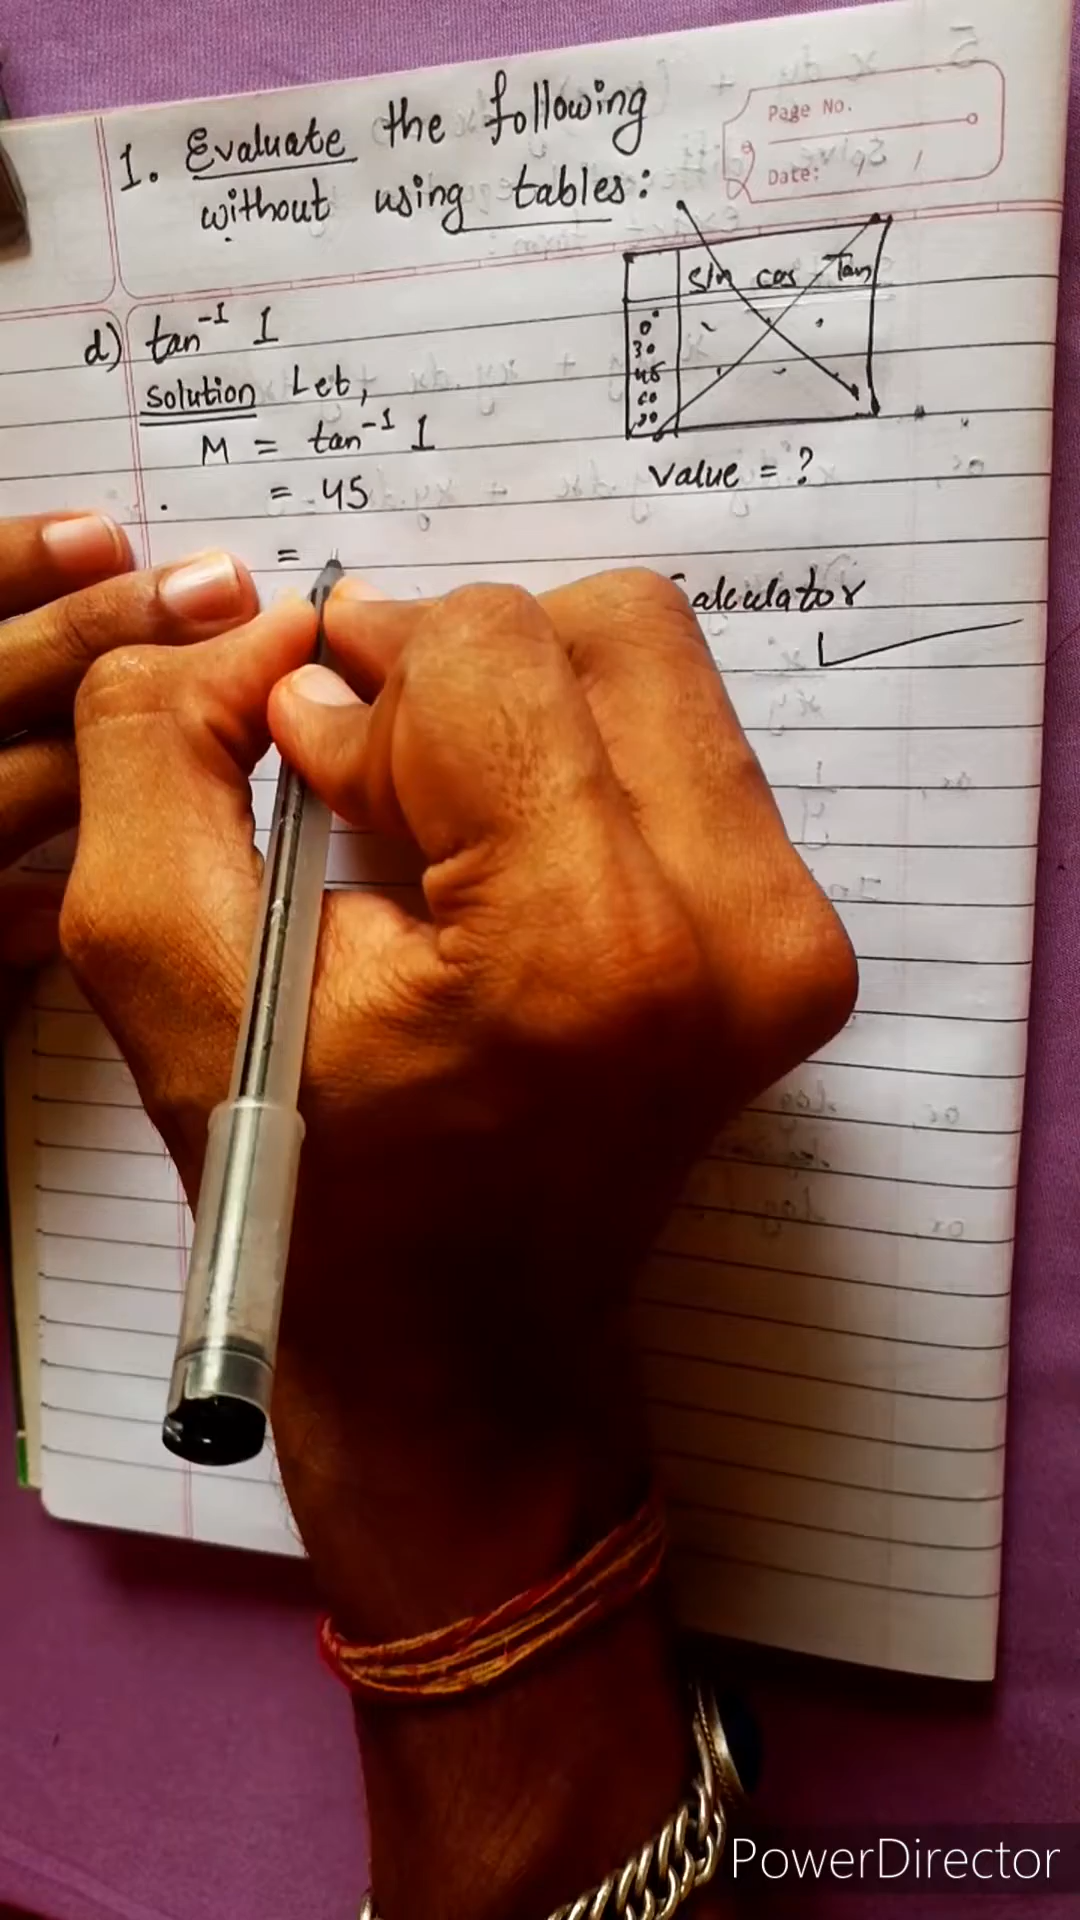 Page No.
Date:
1. Evaluate the following
without using tables:
sin cos Tan
0°
30
45
60
90
d) tan⁻¹ 1
Solution Let,
M = tan⁻¹ 1
= 45
=
value = ?
Calculator
PowerDirector